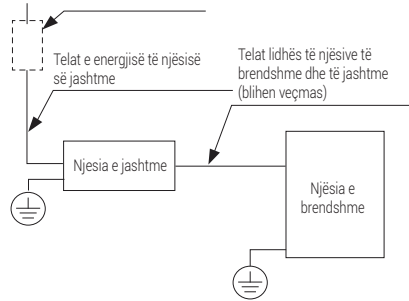 Telat e energjisë të njësisë
së jashtme
Telat lidhës të njësive të
brendshme dhe të jashtme
(blihen veçmas)
Njesia e jashtme
Njësia e
brendshme